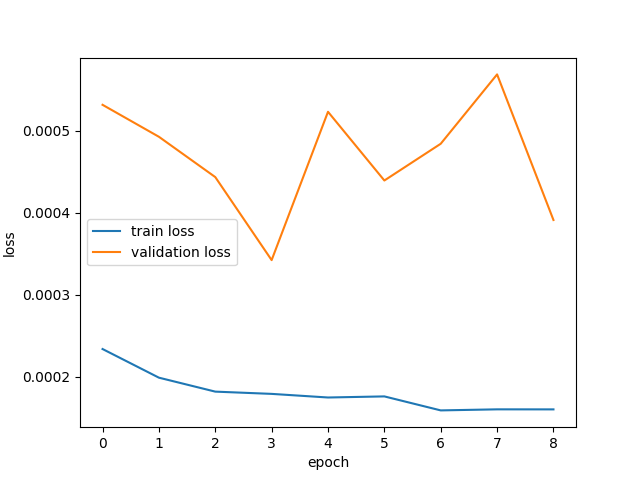 0.0005
0.0004
0.0003
0.0002
loss
train loss
validation loss
0 1 2 3 4 5 6 7 8
epoch